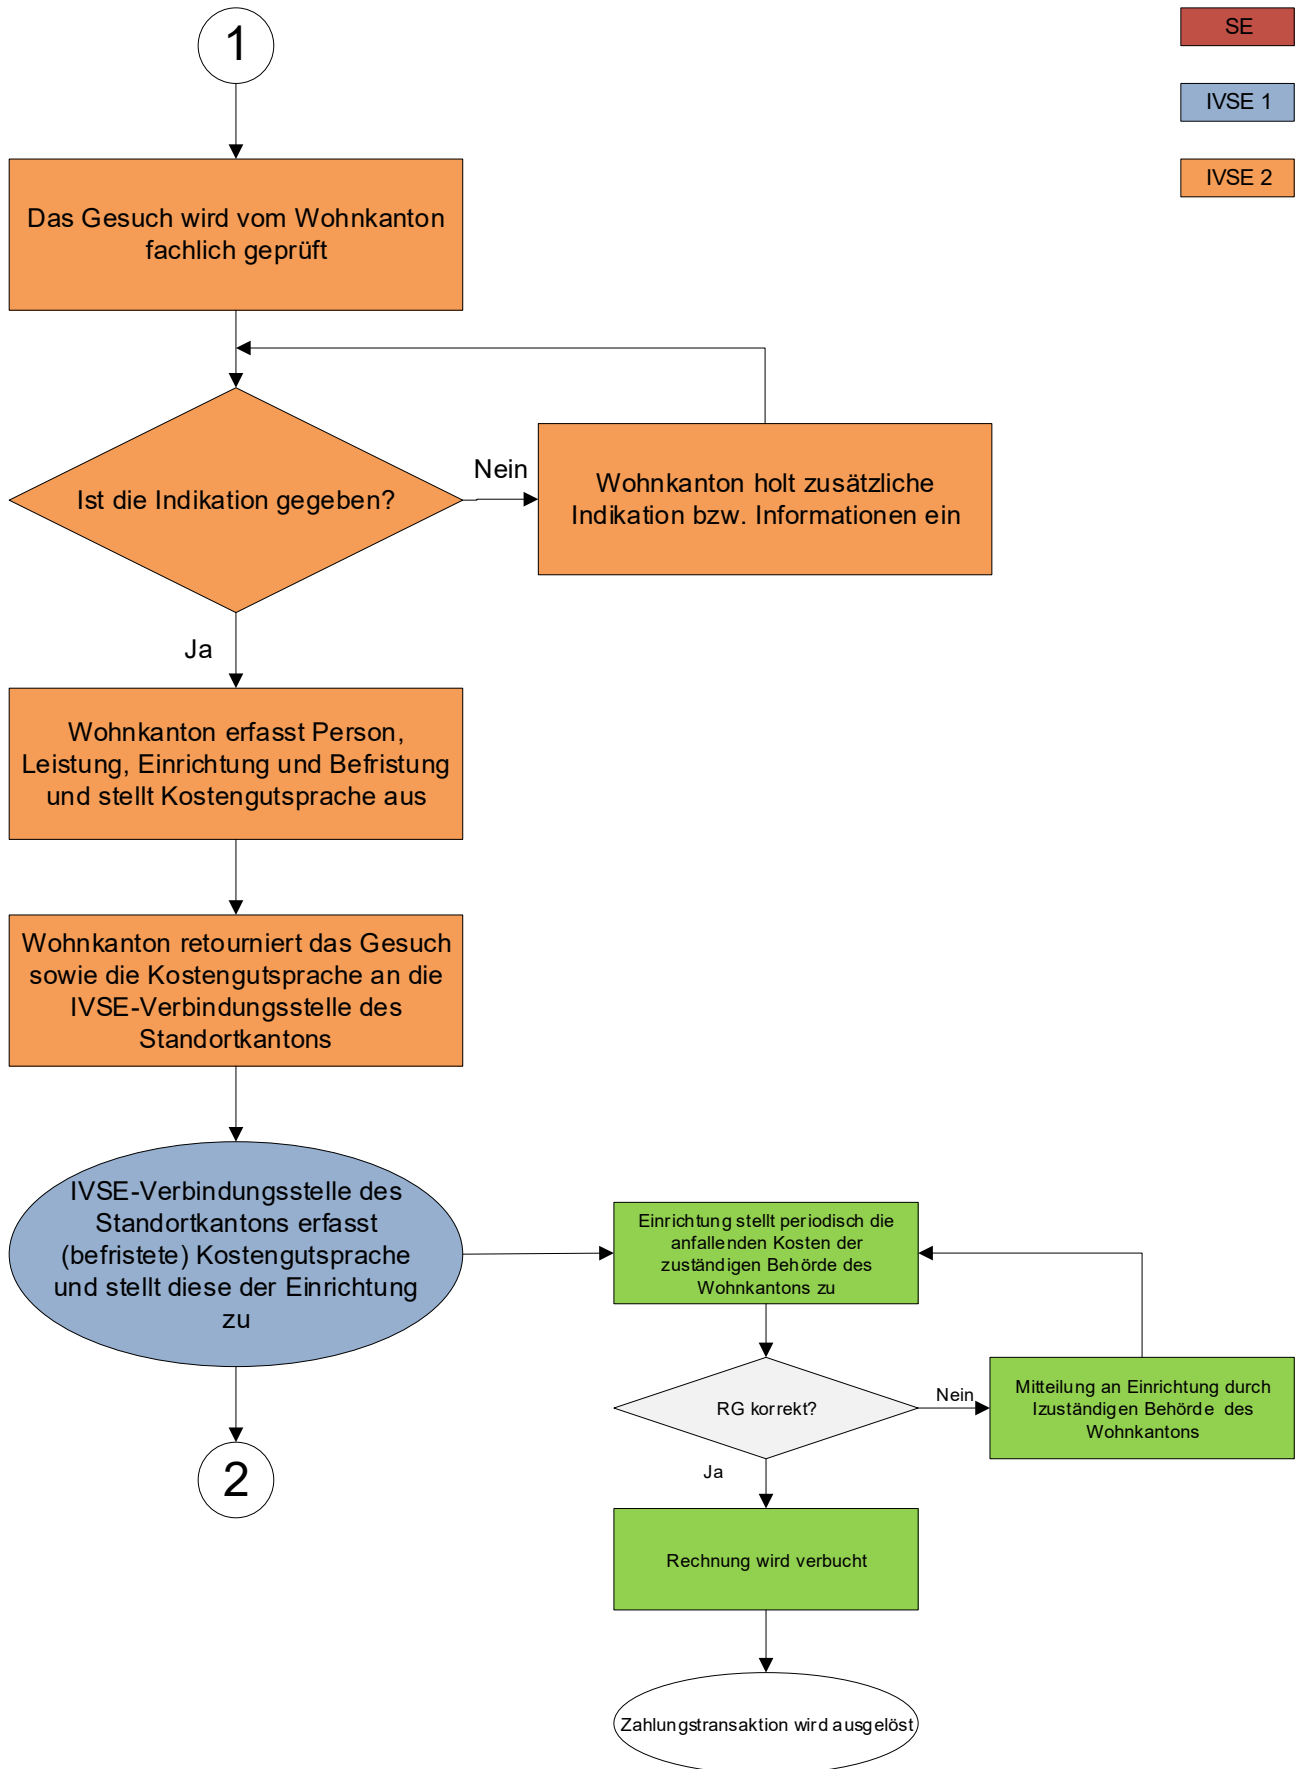 1
SE
IVSE 1
IVSE 2
Das Gesuch wird vom Wohnkanton
fachlich geprüft
Ist die Indikation gegeben?
Nein
Wohnkanton holt zusätzliche
Indikation bzw. Informationen ein
Ja
Wohnkanton erfasst Person,
Leistung, Einrichtung und Befristung
und stellt Kostengutsprache aus
Wohnkanton retourniert das Gesuch
sowie die Kostengutsprache an die
IVSE-Verbindungsstelle des
Standortkantons
IVSE-Verbindungsstelle des
Standortkantons erfasst
(befristete) Kostengutsprache
und stellt diese der Einrichtung
zu
Einrichtung stellt periodisch die
anfallenden Kosten der
zuständigen Behörde des
Wohnkantons zu
RG korrekt?
Nein
Mitteilung an Einrichtung durch
Izuständigen Behörde des
Wohnkantons
Ja
2
Rechnung wird verbucht
Zahlungstransaktion wird ausgelöst